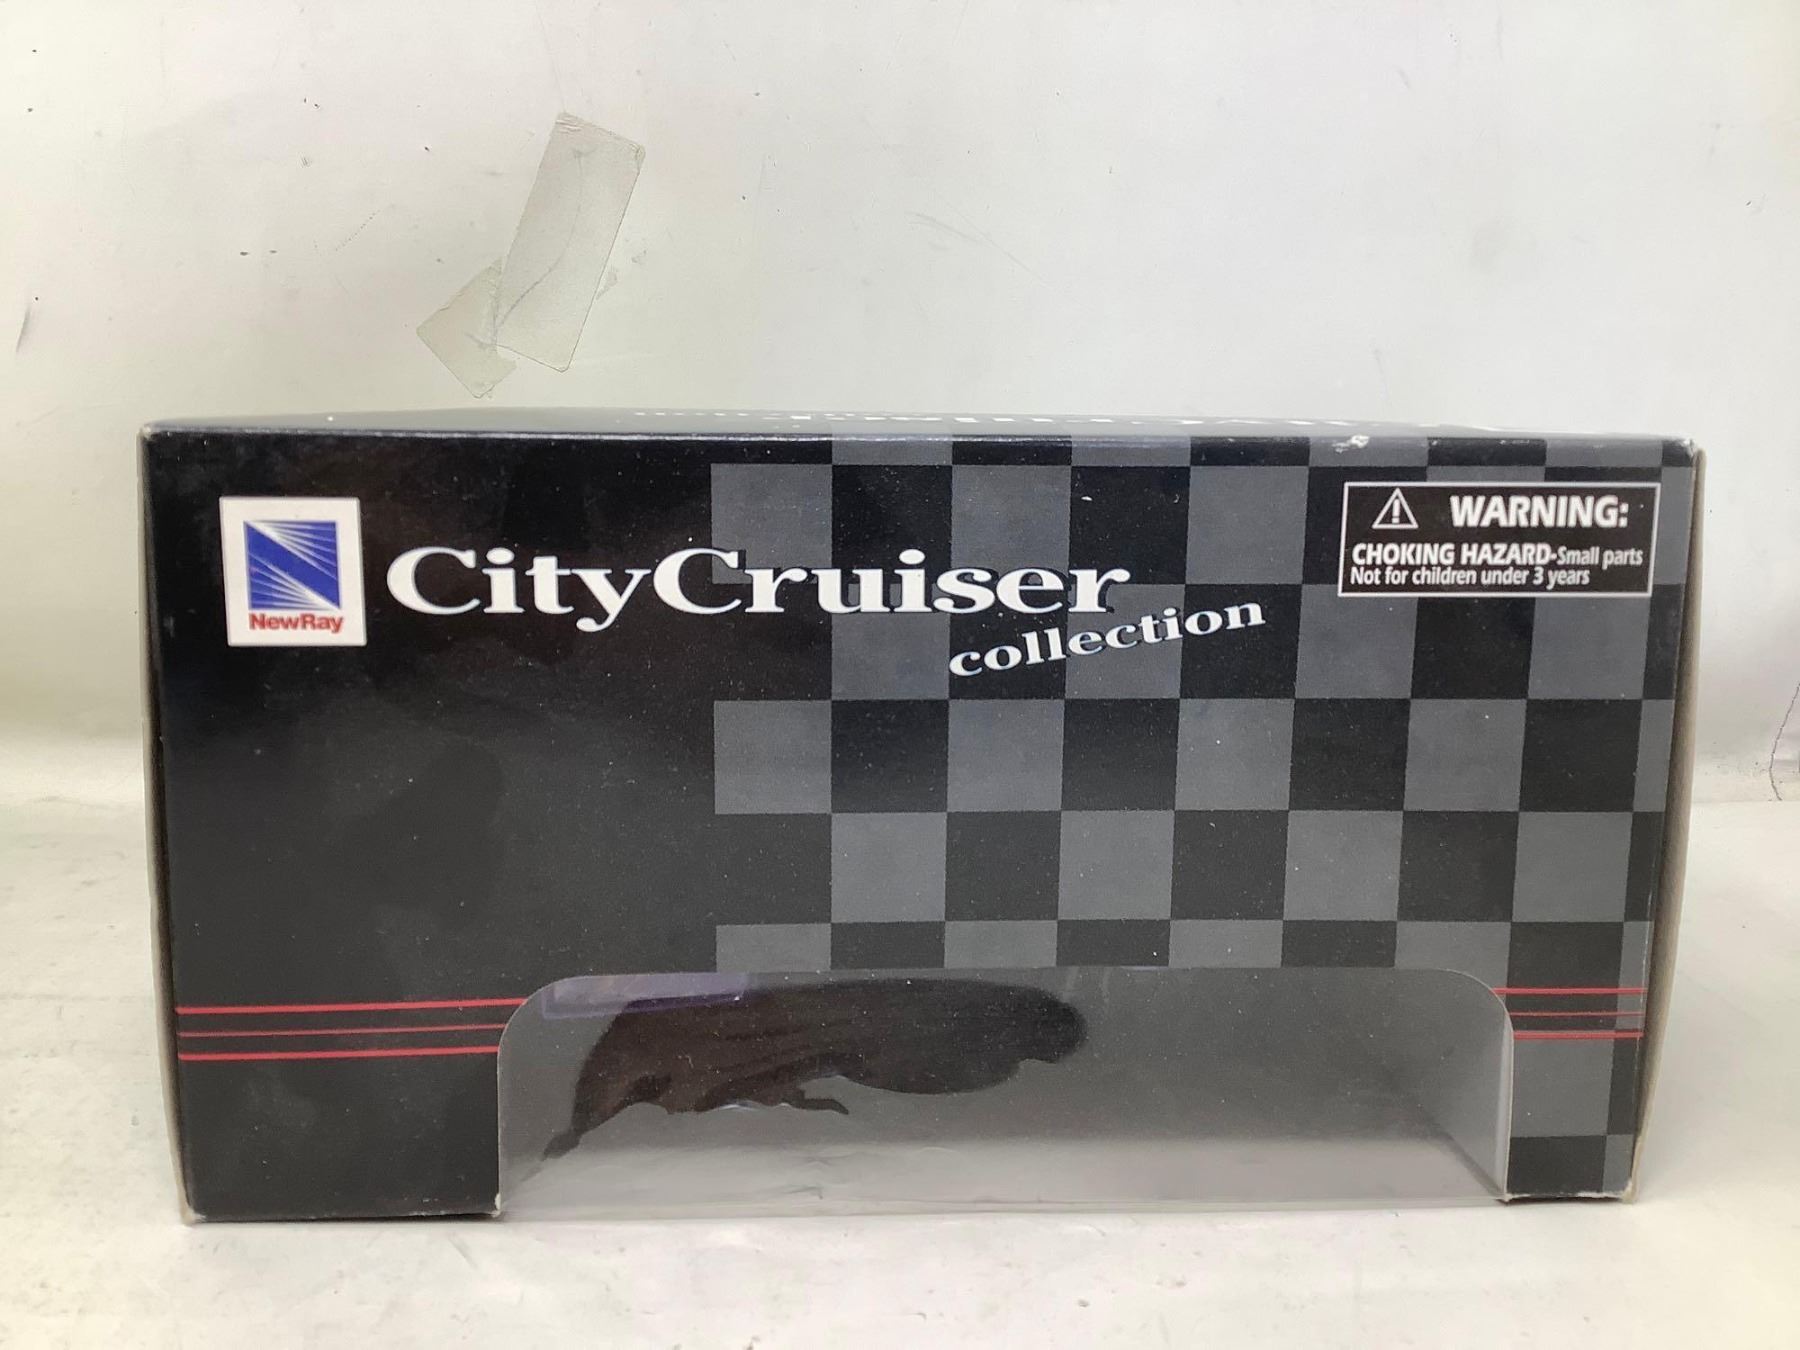 NewRay
CityCruiser
collection
WARNING:
CHOKING HAZARD-Small parts
Not for children under 3 years